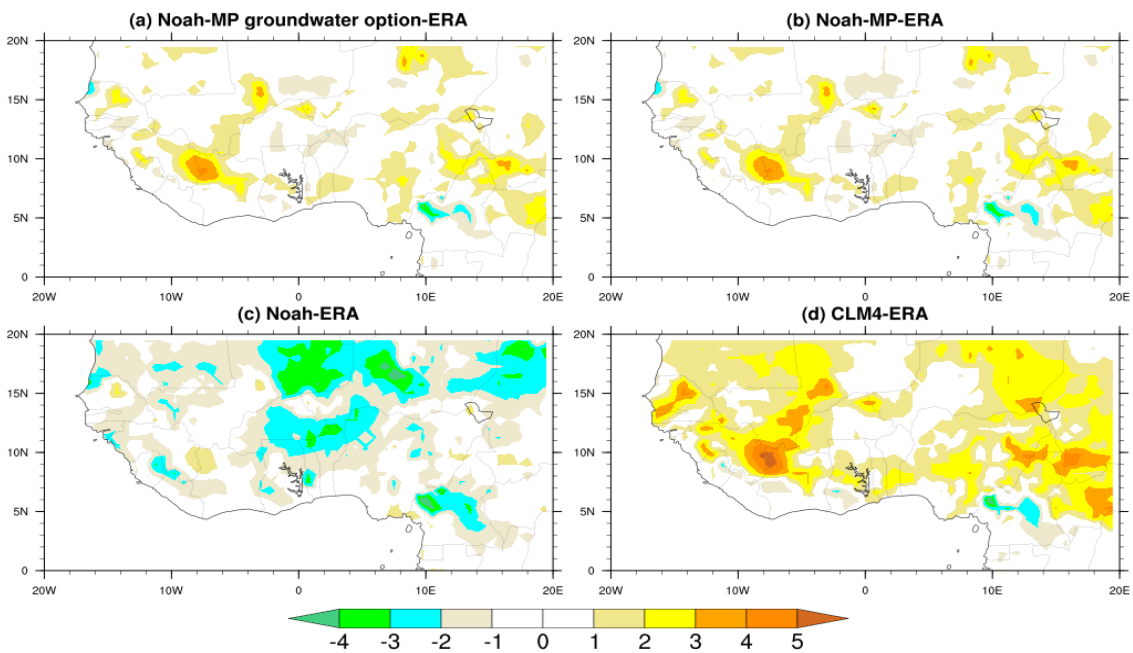 (a) Noah-MP groundwater option-ERA
(b) Noah-MP-ERA
20N
15N
10N
5N
0
20W 10W 0 10E 20E
20N
15N
10N
5N
0
20W 10W 0 10E 20E
(c) Noah-ERA
(d) CLM4-ERA
20N
15N
10N
5N
0
20W 10W 0 10E 20E
20N
15N
10N
5N
0
20W 10W 0 10E 20E
-4 -3 -2 -1 0 1 2 3 4 5